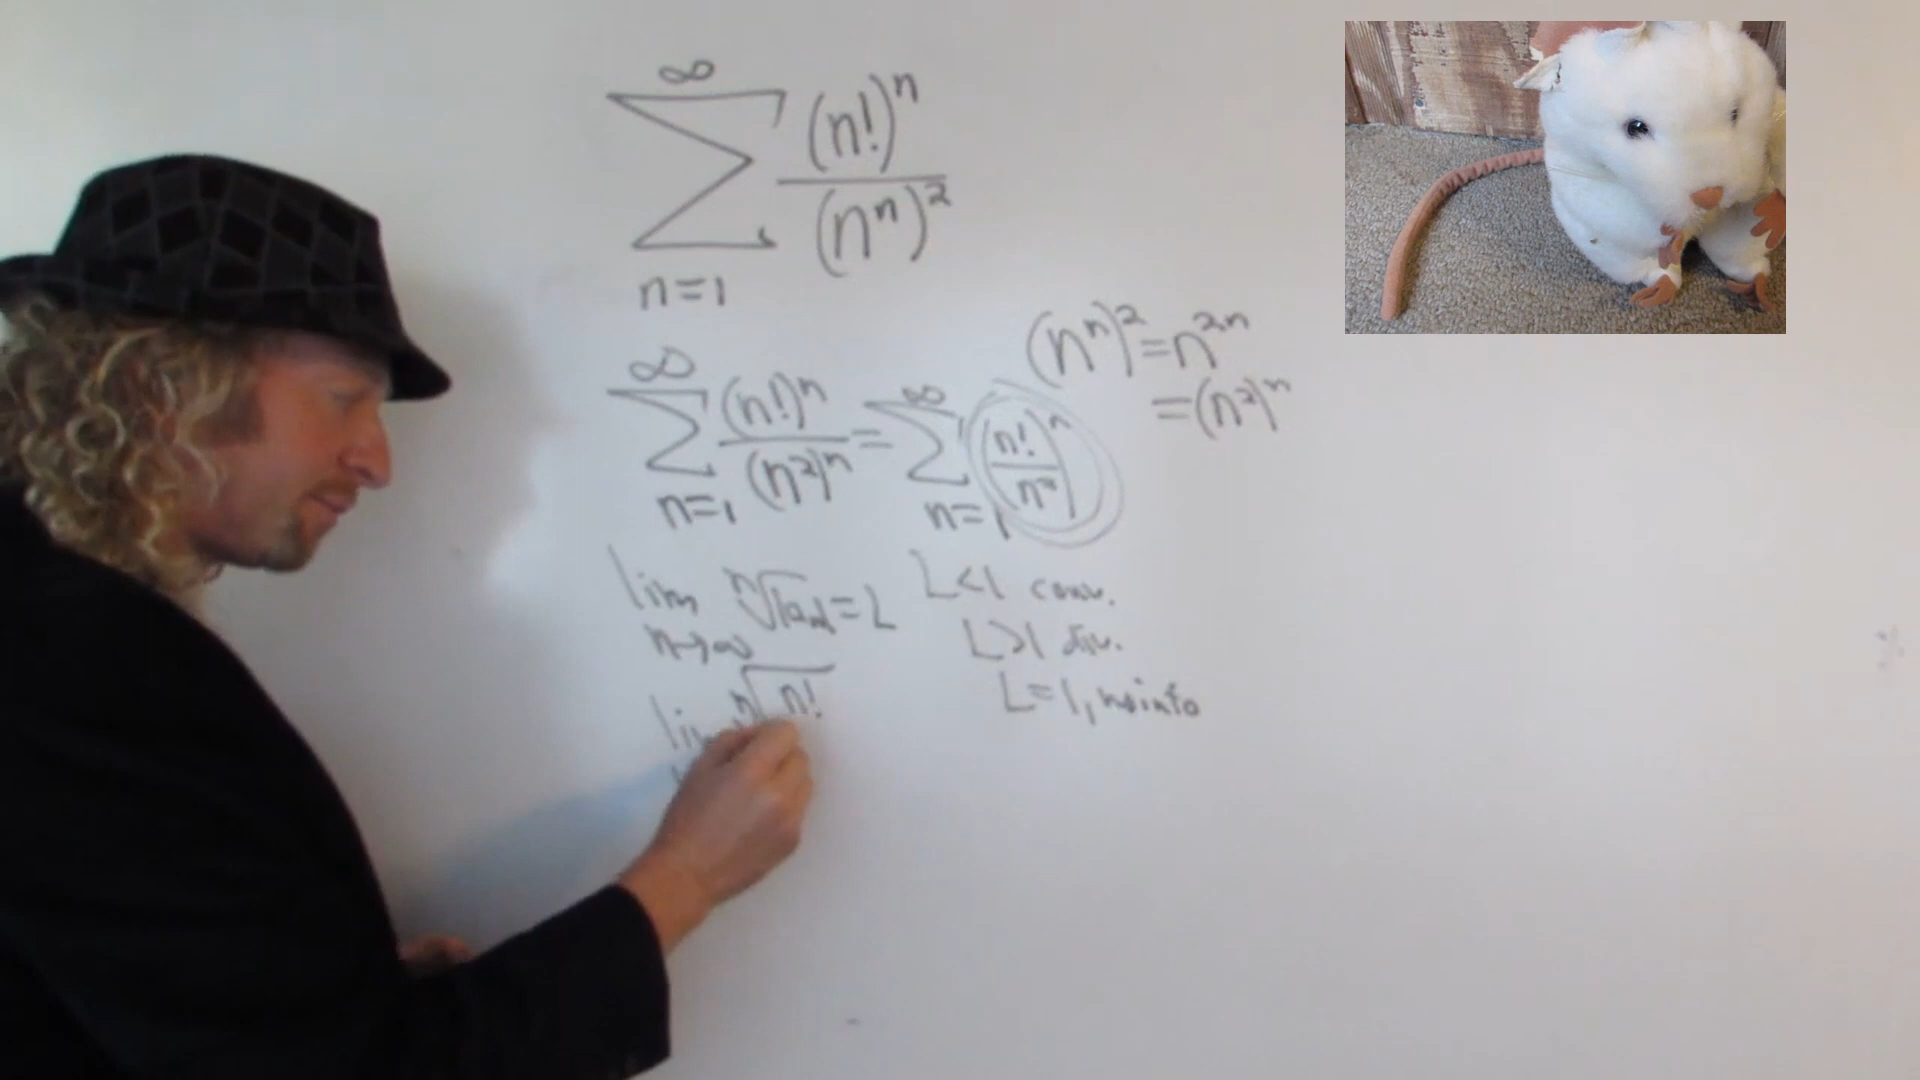 ∞
∑ (n!)ⁿ / (nⁿ)²
n=1
(nⁿ)² = n²ⁿ
= (n²)ⁿ
∞ ∞
∑ (n!)ⁿ / (n²)ⁿ = ∑ (n! / n²)ⁿ
n=1 n=1
lim ⁿ√|aₙ| = L L<1 conv.
n→∞ L>1 div.
lim ⁿ√ n! L=1, no info